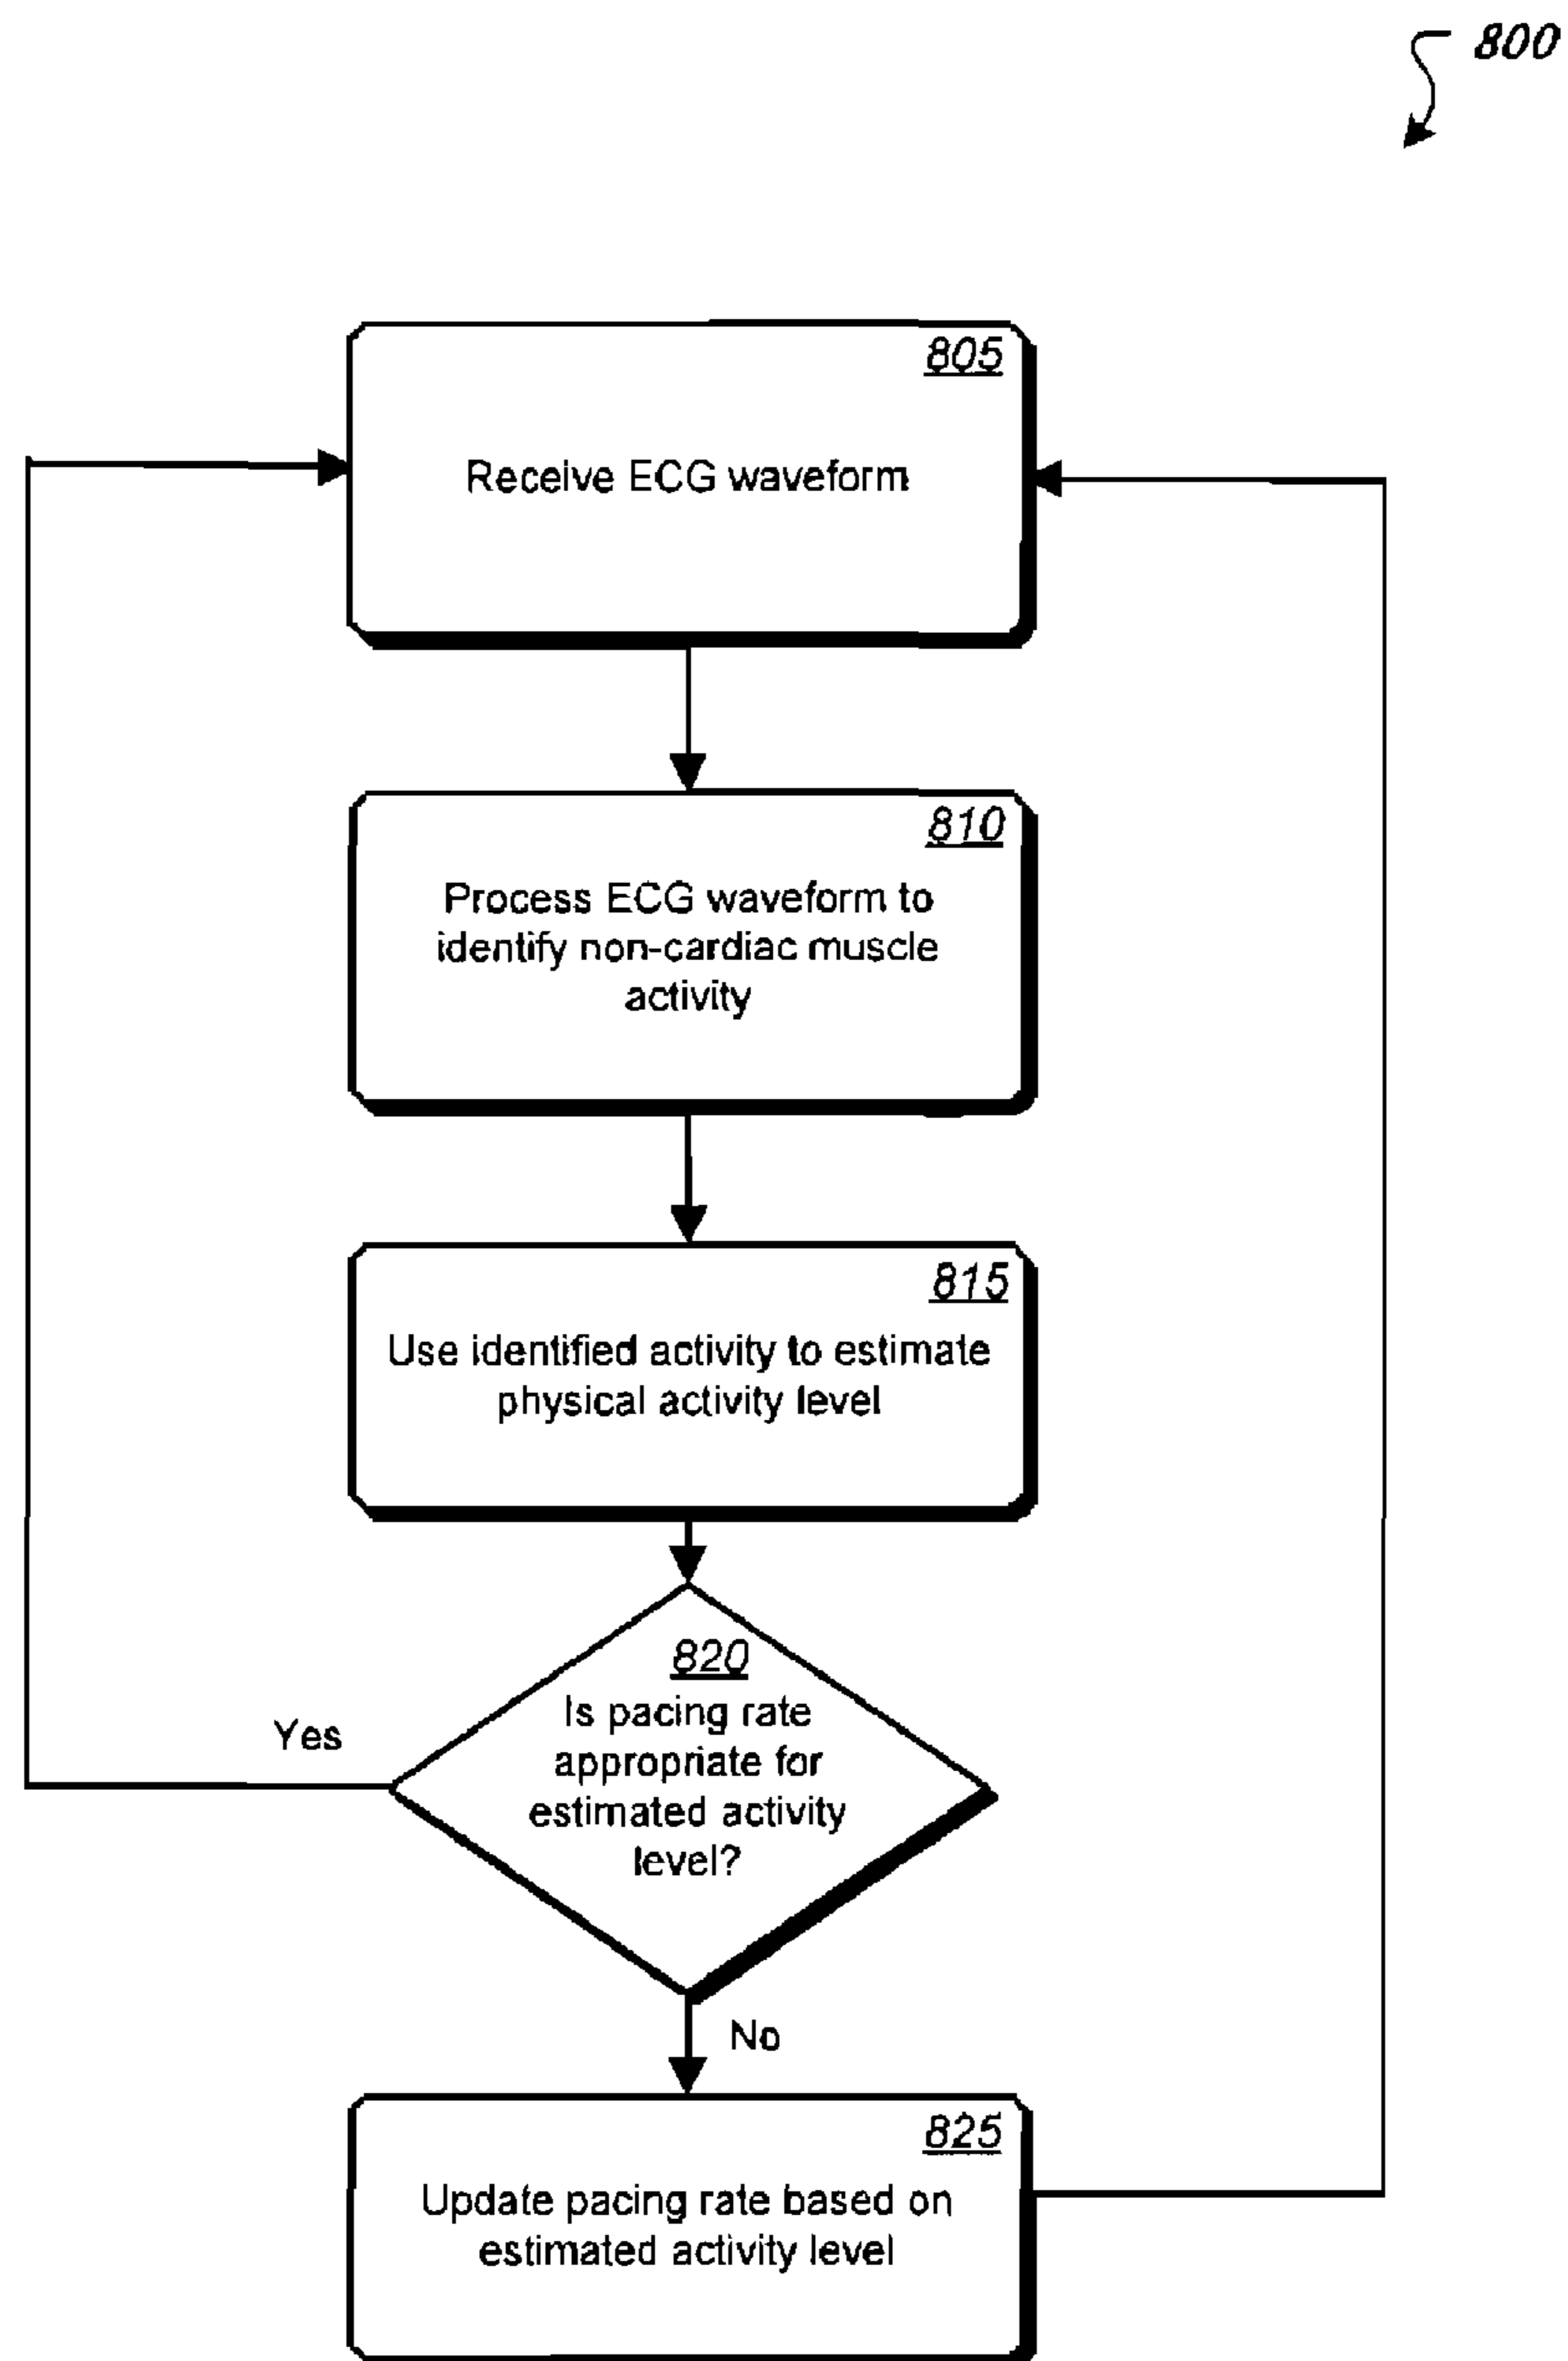 800
805
Receive ECG waveform
810
Process ECG waveform to
identify non-cardiac muscle
activity
815
Use identified activity to estimate
physical activity level
820
Is pacing rate
appropriate for
estimated activity
level?
Yes
No
825
Update pacing rate based on
estimated activity level